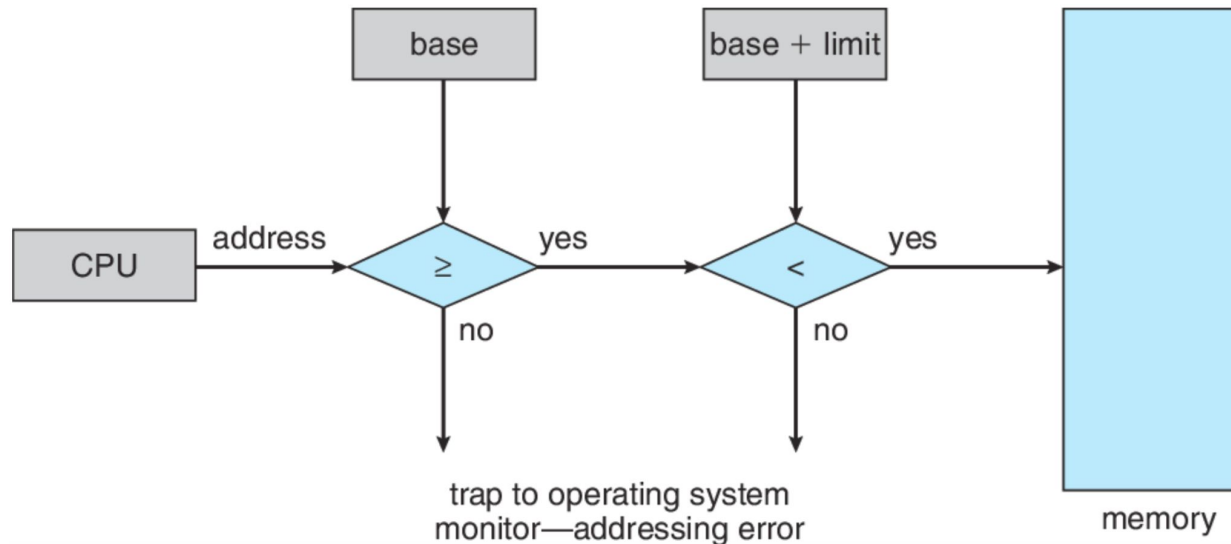 base
base + limit
CPU
address
≥
yes
<
yes
no
no
trap to operating system
monitor—addressing error
memory